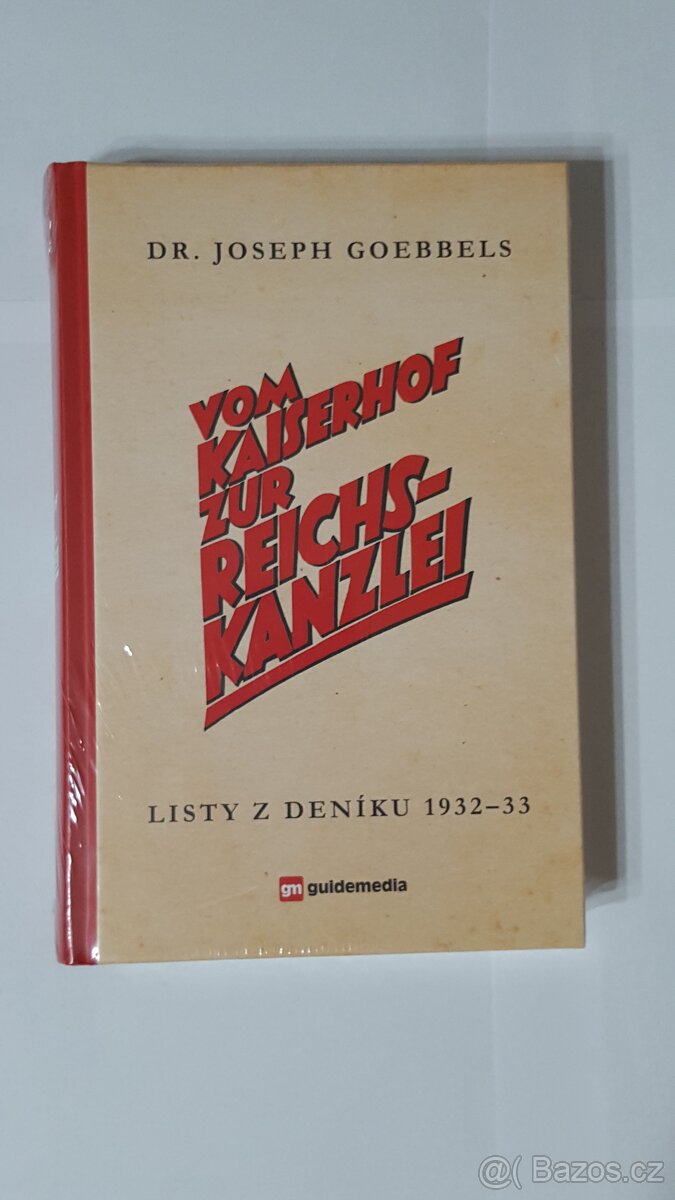 DR. JOSEPH GOEBBELS
VOM
KAISERHOF
ZUR
REICHS-
KANZLEI
LISTY Z DENÍKU 1932–33
gm guidemedia
@( Bazos.cz